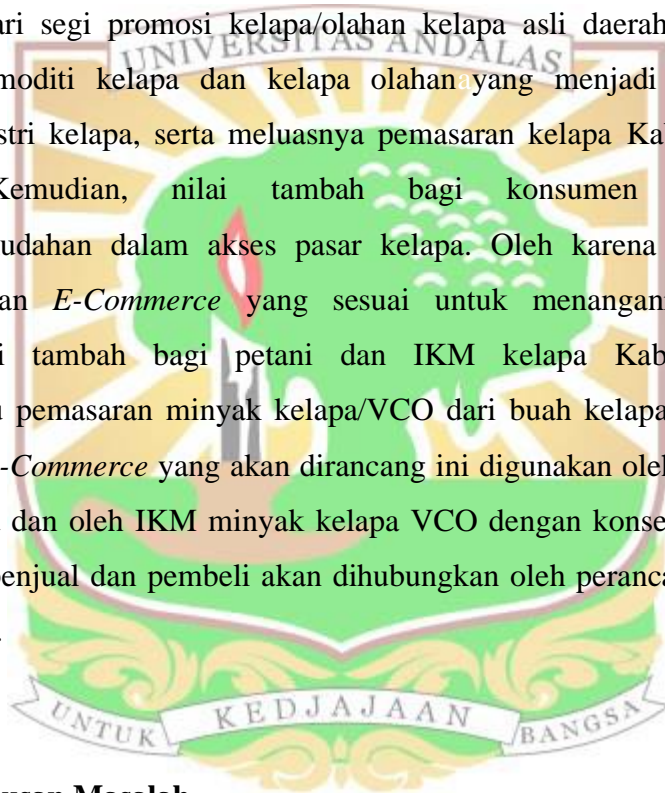 ari segi promosi kelapa/olahan kelapa asli daerah
UNIVERSITAS ANDALAS
moditi kelapa dan kelapa olahan a yang menjadi
stri kelapa, serta meluasnya pemasaran kelapa Kab
Kemudian, nilai tambah bagi konsumen
udahan dalam akses pasar kelapa. Oleh karena
an E-Commerce yang sesuai untuk menangan
i tambah bagi petani dan IKM kelapa Kab
u pemasaran minyak kelapa/VCO dari buah kelapa
E-Commerce yang akan dirancang ini digunakan oleh
dan oleh IKM minyak kelapa VCO dengan konse
penjual dan pembeli akan dihubungkan oleh peranca
UNTUK KEDJAJAAN BANGSA
usan Masalah